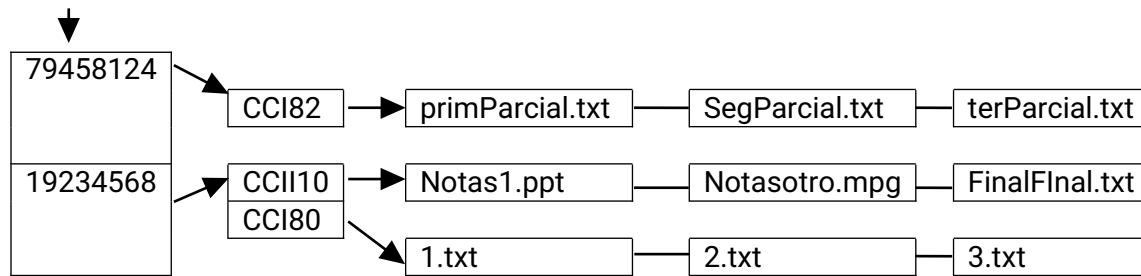 79458124
CCI82 primParcial.txt SegParcial.txt terParcial.txt
19234568 CCII10 Notas1.ppt Notasotro.mpg FinalFInal.txt
CCI80
1.txt 2.txt 3.txt